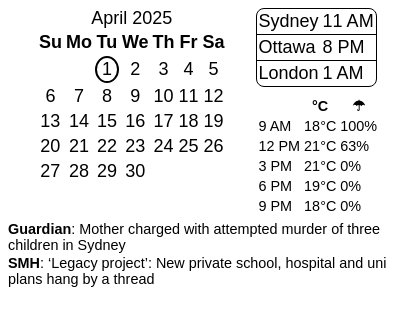 April 2025
Su Mo Tu We Th Fr Sa
1 2 3 4 5
6 7 8 9 10 11 12
13 14 15 16 17 18 19
20 21 22 23 24 25 26
27 28 29 30
Sydney 11 AM
Ottawa 8 PM
London 1 AM
°C ☂
9 AM 18°C 100%
12 PM 21°C 63%
3 PM 21°C 0%
6 PM 19°C 0%
9 PM 18°C 0%
Guardian: Mother charged with attempted murder of three
children in Sydney
SMH: ‘Legacy project’: New private school, hospital and uni
plans hang by a thread